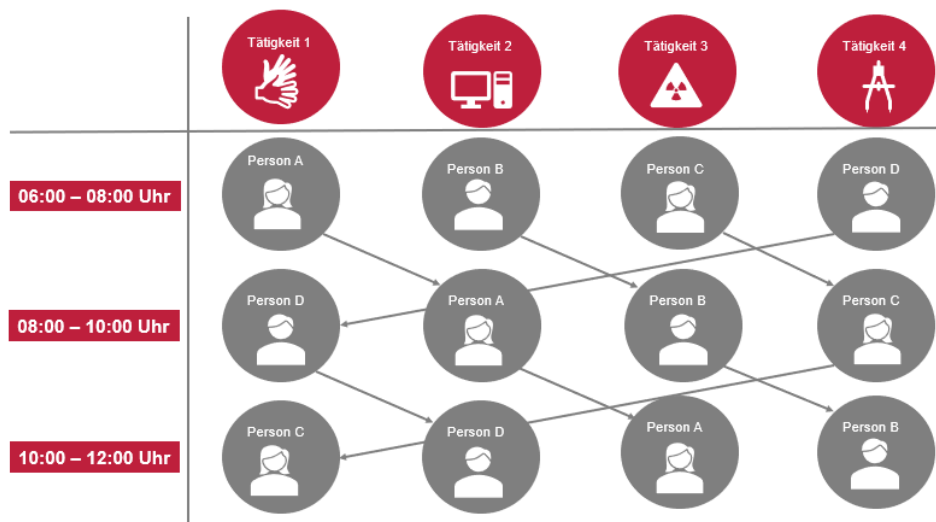 Tätigkeit 1
Tätigkeit 2
Tätigkeit 3
Tätigkeit 4
06:00 – 08:00 Uhr
Person A
Person B
Person C
Person D
08:00 – 10:00 Uhr
Person D
Person A
Person B
Person C
10:00 – 12:00 Uhr
Person C
Person D
Person A
Person B